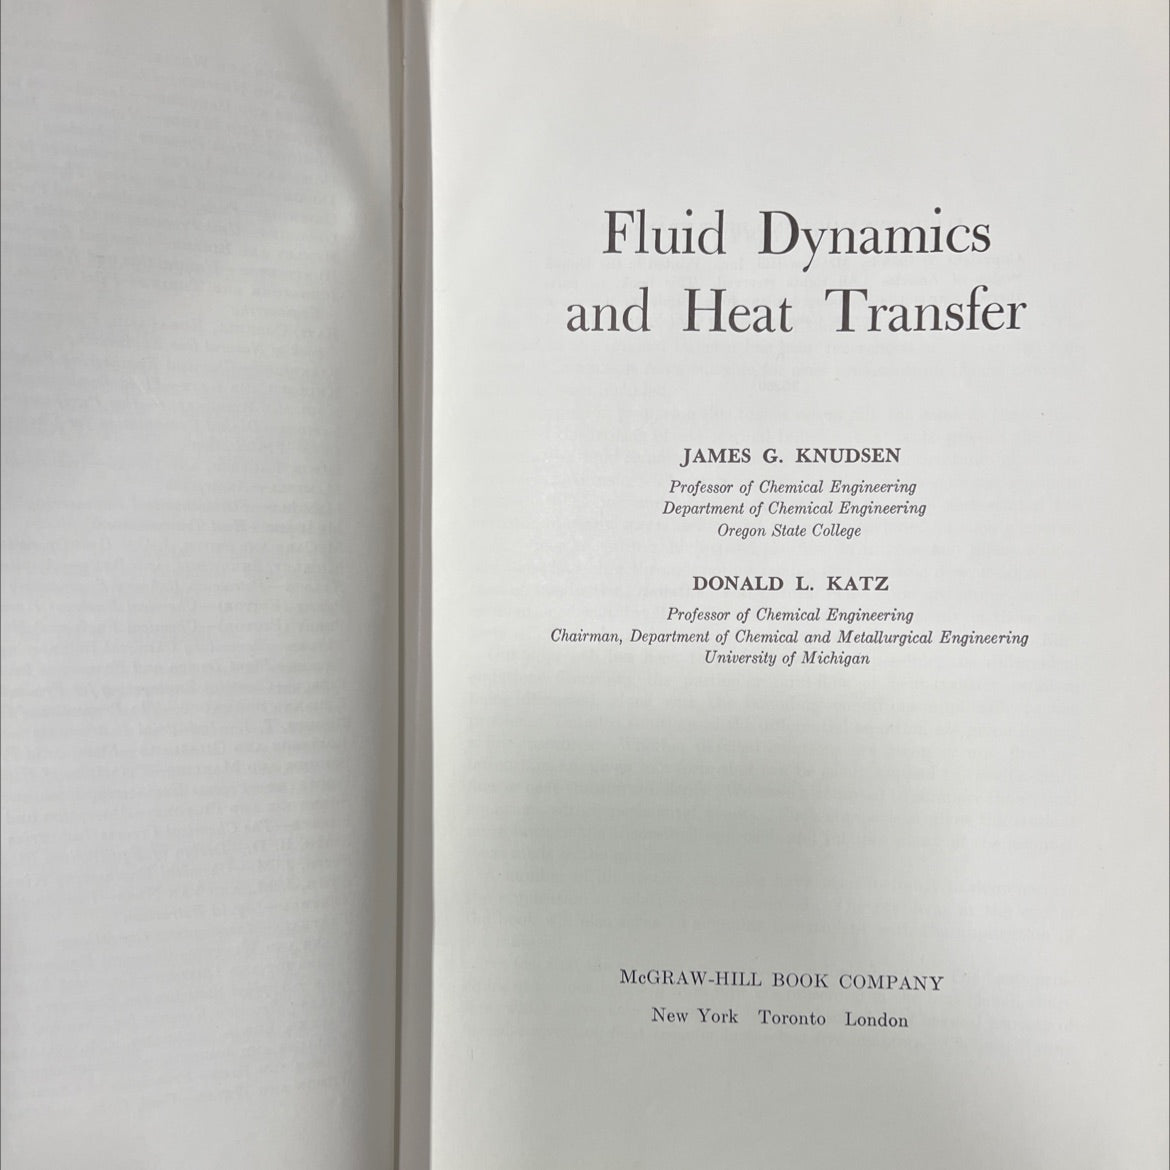 Fluid Dynamics
and Heat Transfer
JAMES G. KNUDSEN
Professor of Chemical Engineering
Department of Chemical Engineering
Oregon State College
DONALD L. KATZ
Professor of Chemical Engineering
Chairman, Department of Chemical and Metallurgical Engineering
University of Michigan
McGRAW-HILL BOOK COMPANY
New York Toronto London